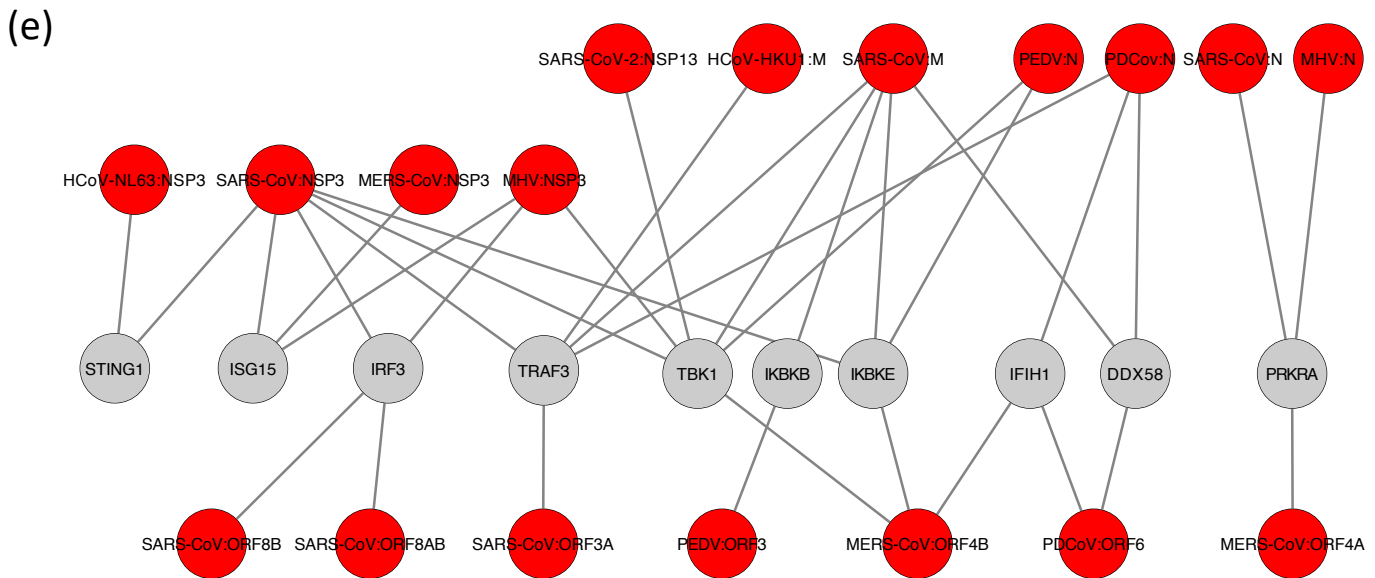 (e)
SARS-CoV-2:NSP13 HCoV-HKU1:M SARS-CoV:M PEDV:N PDCov:N SARS-CoV:N MHV:N
HCoV-NL63:NSP3 SARS-CoV:NSP3 MERS-CoV:NSP3 MHV:NSP3
STING1 ISG15 IRF3 TRAF3 TBK1 IKBKB IKBKE IFIH1 DDX58 PRKRA
SARS-CoV:ORF8B SARS-CoV:ORF8AB SARS-CoV:ORF3A PEDV:ORF3 MERS-CoV:ORF4B PDCoV:ORF6 MERS-CoV:ORF4A